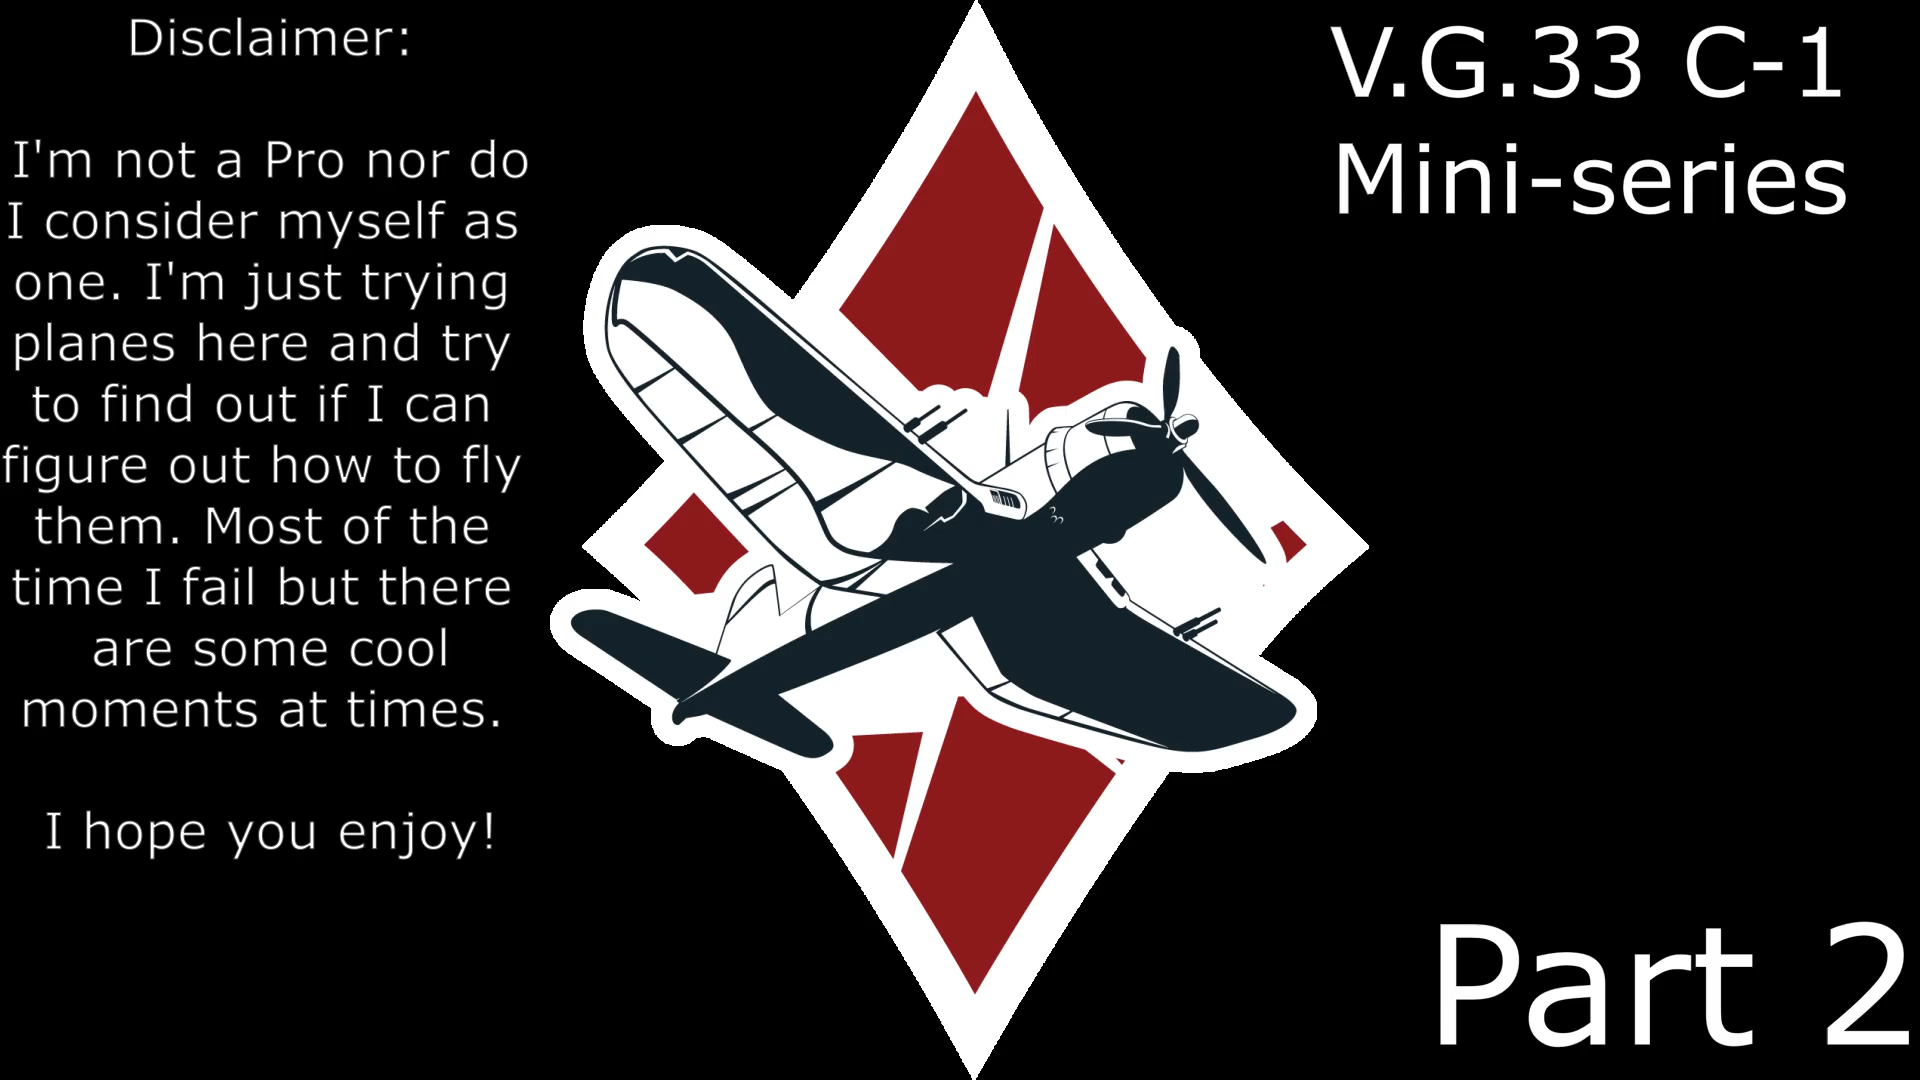 Disclaimer:
I'm not a Pro nor do
I consider myself as
one. I'm just trying
planes here and try
to find out if I can
figure out how to fly
them. Most of the
time I fail but there
are some cool
moments at times.
I hope you enjoy!
V.G.33 C-1
Mini-series
Part 2